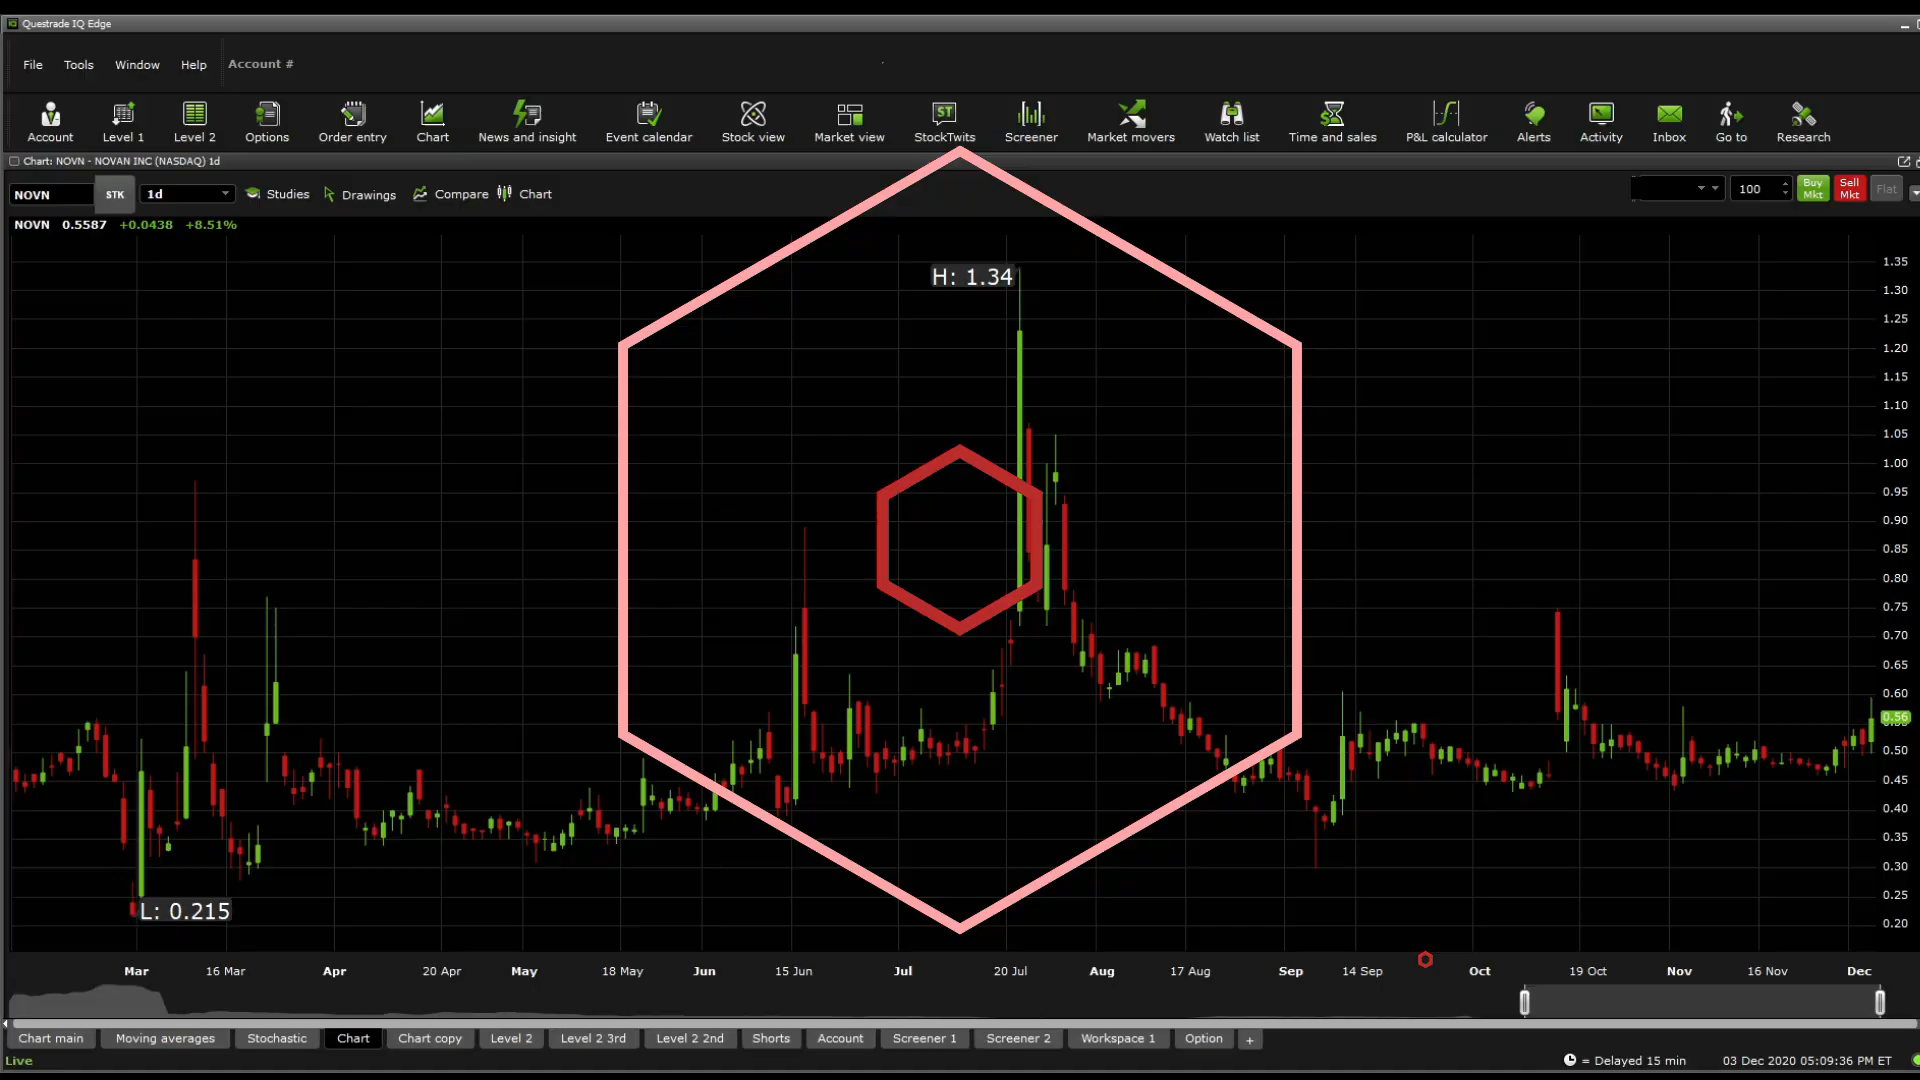 Questrade IQ Edge
File Tools Window Help Account #
Account Level 1 Level 2 Options Order entry Chart News and insight Event calendar Stock view Market view StockTwits Screener Market movers Watch list Time and sales P&L calculator Alerts Activity Inbox Go to Research
Chart: NOVN - NOVAN INC (NASDAQ) 1d
NOVN STK 1d Studies Drawings Compare Chart 100 Buy Mkt Sell Mkt Flat
NOVN 0.5587 +0.0438 +8.51%
H: 1.34
L: 0.215
1.35
1.30
1.25
1.20
1.15
1.10
1.05
1.00
0.95
0.90
0.85
0.80
0.75
0.70
0.65
0.60
0.56
0.50
0.45
0.40
0.35
0.30
0.25
0.20
Mar 16 Mar Apr 20 Apr May 18 May Jun 15 Jun Jul 20 Jul Aug 17 Aug Sep 14 Sep Oct 19 Oct Nov 16 Nov Dec
Chart main Moving averages Stochastic Chart Chart copy Level 2 Level 2 3rd Level 2 2nd Shorts Account Screener 1 Screener 2 Workspace 1 Option +
Live = Delayed 15 min 03 Dec 2020 05:09:36 PM ET